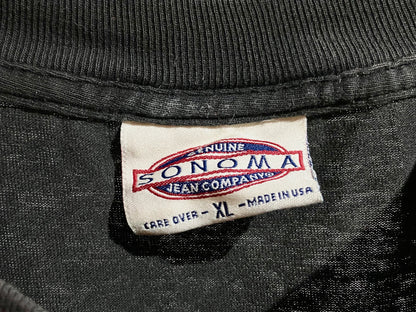 GENUINE
SONOMA
JEAN COMPANY®
CARE OVER - XL - MADE IN USA